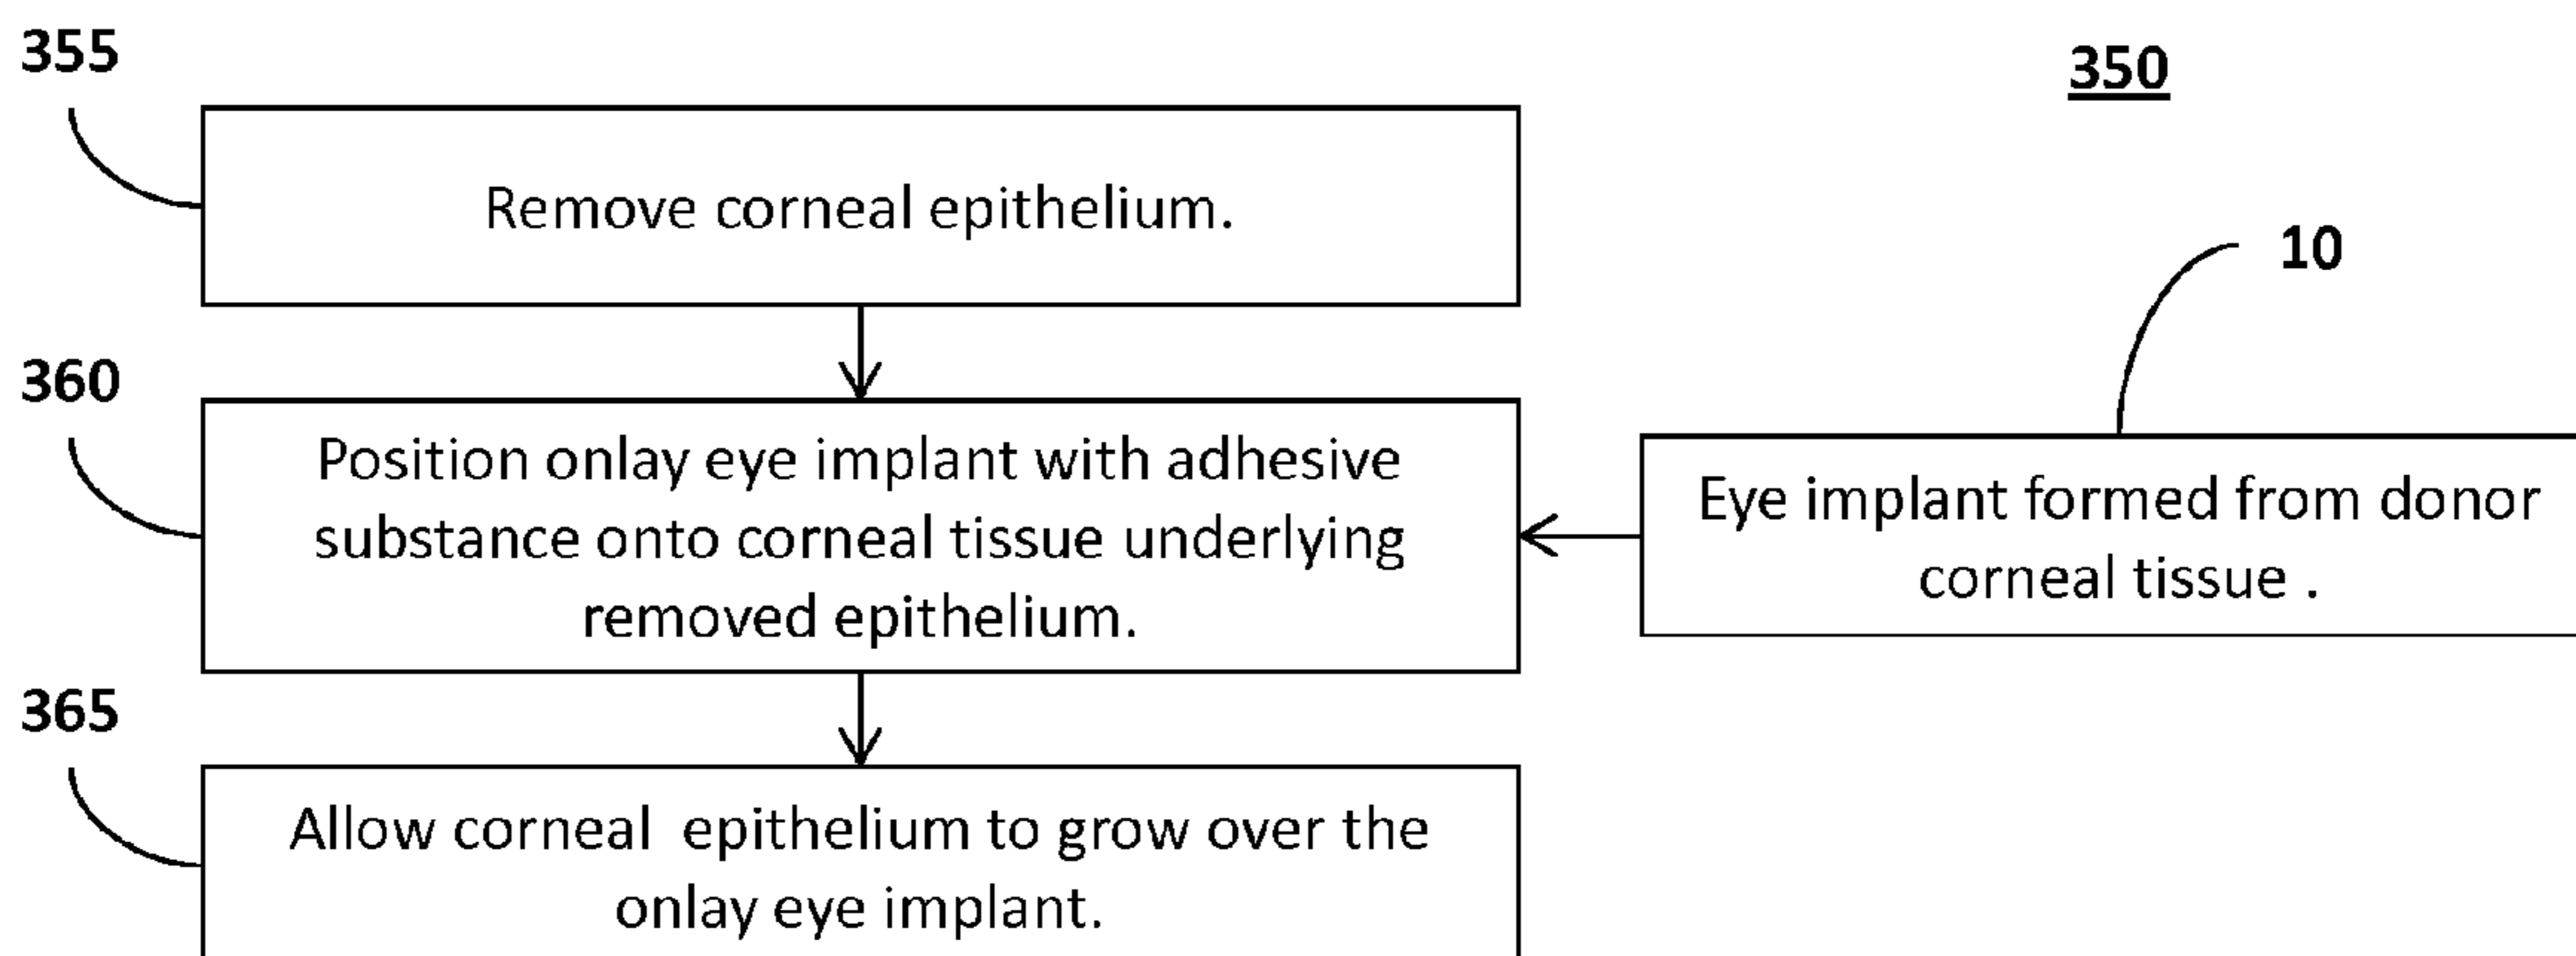 355
350
Remove corneal epithelium.
10
360
Position onlay eye implant with adhesive
substance onto corneal tissue underlying
removed epithelium.
Eye implant formed from donor
corneal tissue .
365
Allow corneal  epithelium to grow over the
onlay eye implant.